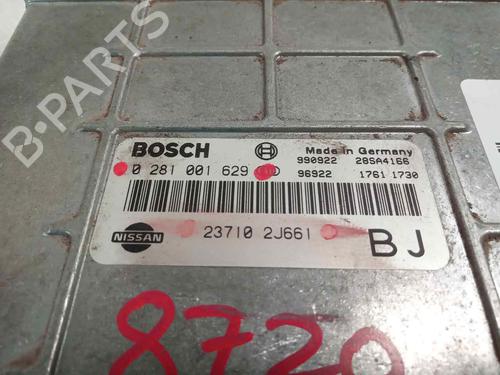 B-PARTS
BOSCH
Made in Germany
990922 28SA4166
0 281 001 629
96922 1761 1730
NISSAN
23710 2J661
BJ
8720